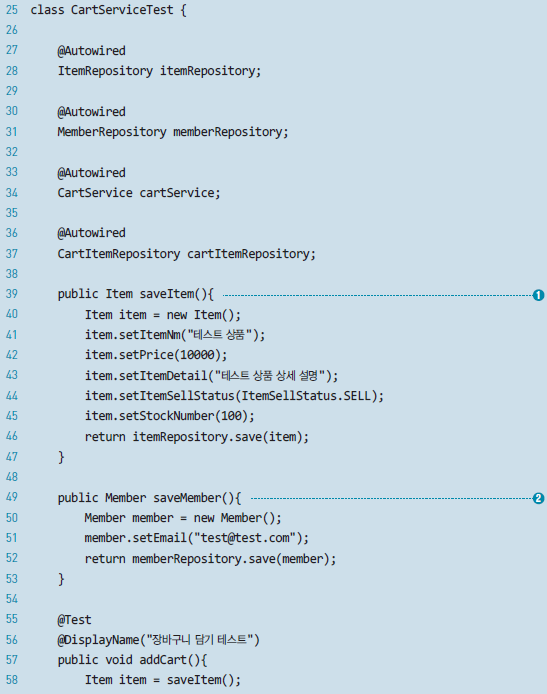 25 class CartServiceTest {
26
27 @Autowired
28 ItemRepository itemRepository;
29
30 @Autowired
31 MemberRepository memberRepository;
32
33 @Autowired
34 CartService cartService;
35
36 @Autowired
37 CartItemRepository cartItemRepository;
38
39 public Item saveItem(){ 1
40 Item item = new Item();
41 item.setItemNm("테스트 상품");
42 item.setPrice(10000);
43 item.setItemDetail("테스트 상품 상세 설명");
44 item.setItemSellStatus(ItemSellStatus.SELL);
45 item.setStockNumber(100);
46 return itemRepository.save(item);
47 }
48
49 public Member saveMember(){ 2
50 Member member = new Member();
51 member.setEmail("test@test.com");
52 return memberRepository.save(member);
53 }
54
55 @Test
56 @DisplayName("장바구니 담기 테스트")
57 public void addCart(){
58 Item item = saveItem();